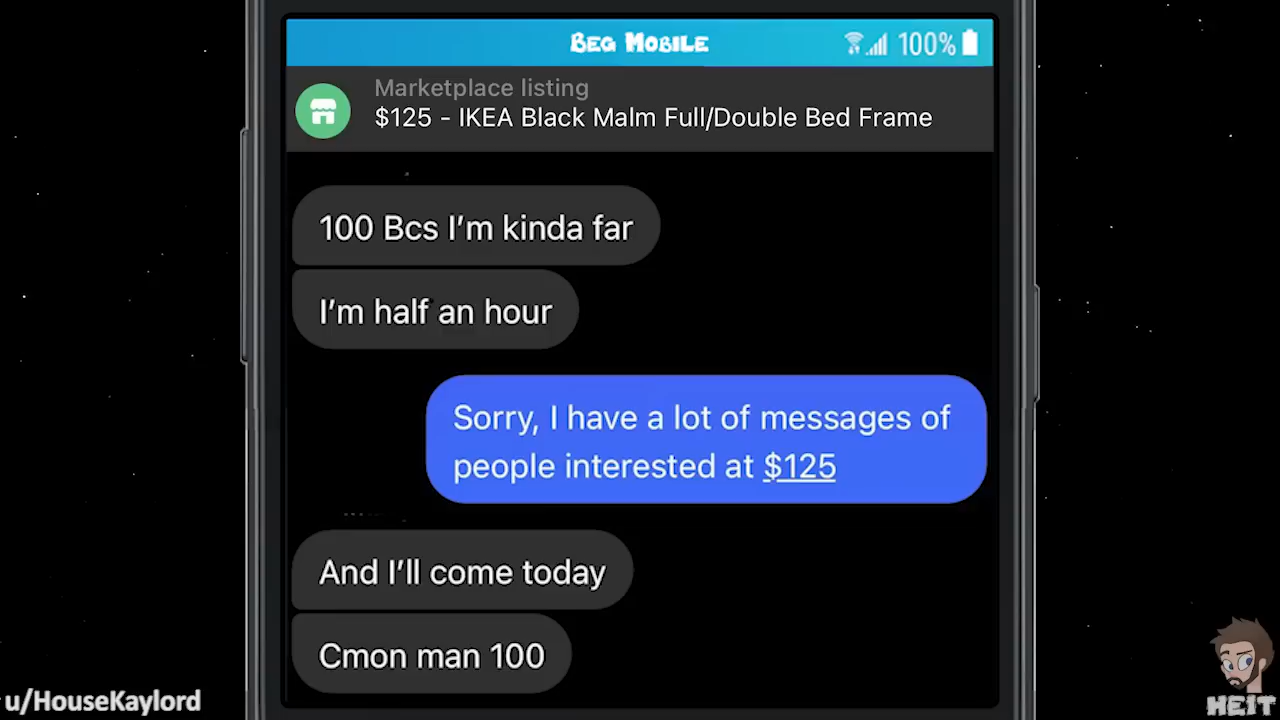 BEG MOBILE
100%
Marketplace listing
$125 - IKEA Black Malm Full/Double Bed Frame
100 Bcs I'm kinda far
I'm half an hour
Sorry, I have a lot of messages of
people interested at $125
And I'll come today
Cmon man 100
u/HouseKaylord
HEIT